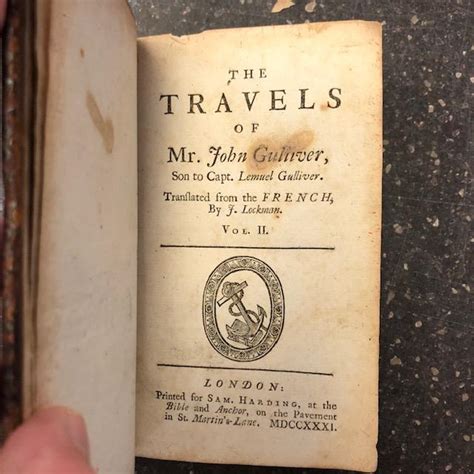 THE
TRAVELS
OF
Mr. John Gulliver,
Son to Capt. Lemuel Gulliver.
Translated from the FRENCH,
By J. Lockman.
VOL. II.
LONDON:
Printed for SAM. HARDING, at the
Bible and Anchor, on the Pavement
in St. Martin's-Lane. MDCCXXXI.